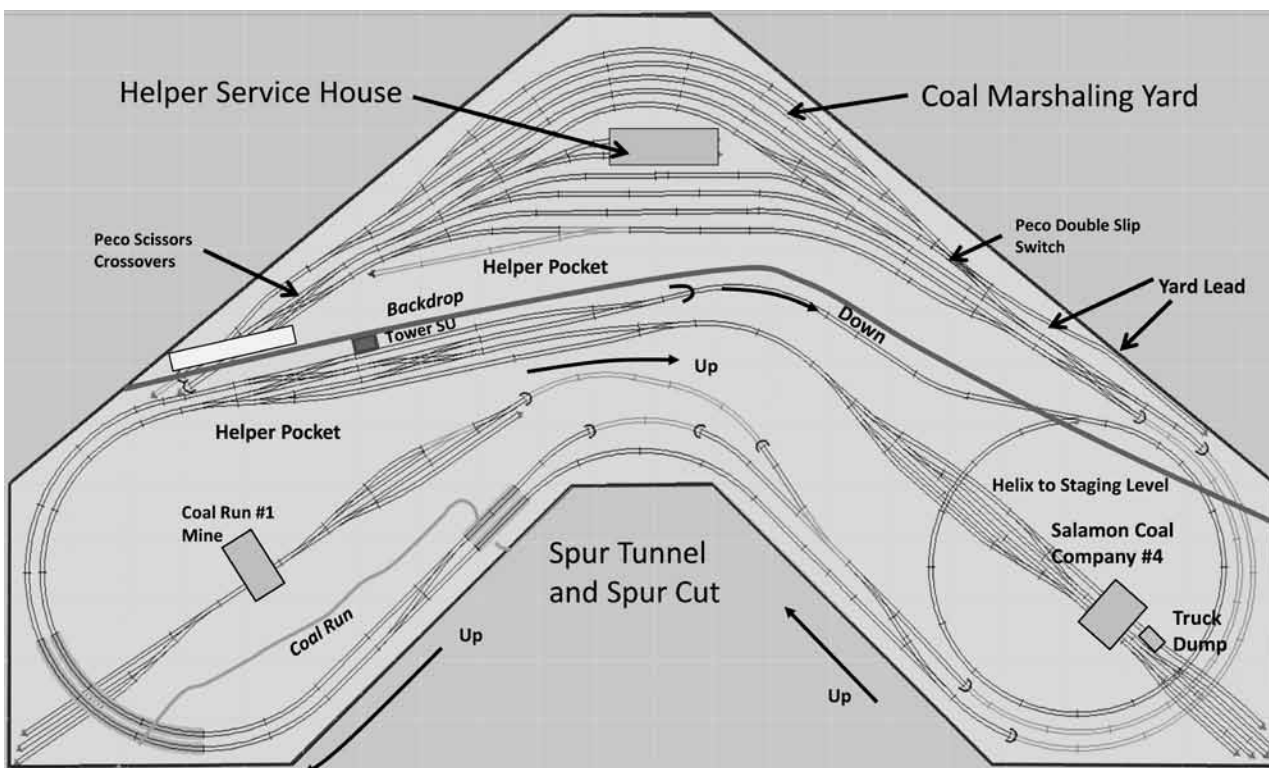 Helper Service House
Coal Marshaling Yard
Peco Scissors
Crossovers
Peco Double Slip
Switch
Helper Pocket
Yard Lead
Backdrop
Tower SU
Down
Up
Helper Pocket
Helix to Staging Level
Coal Run #1
Mine
Salamon Coal
Company #4
Spur Tunnel
and Spur Cut
Truck
Dump
Coal Run
Up
Up